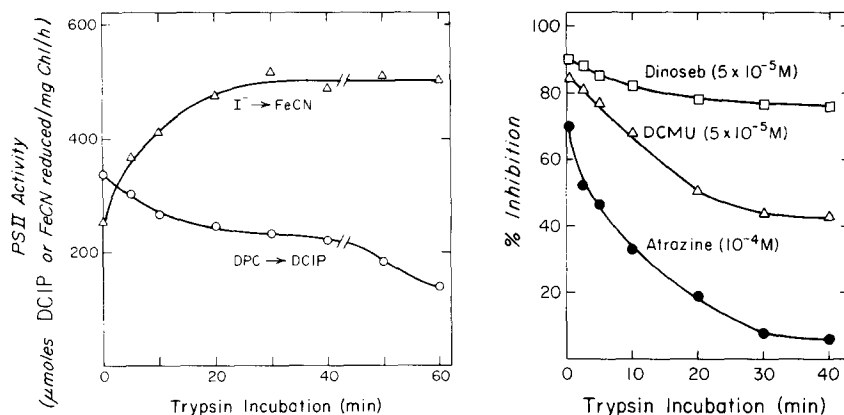 PSII Activity
(μmoles DCIP or FeCN reduced/mg Chl/h)
600
400
200
0
I⁻→FeCN
DPC → DCIP
0 20 40 60
Trypsin Incubation (min)
% Inhibition
100
80
60
40
20
Dinoseb (5 x 10⁻⁵M)
DCMU (5 x 10⁻⁵M)
Atrazine (10⁻⁴M)
0 10 20 30 40
Trypsin Incubation (min)